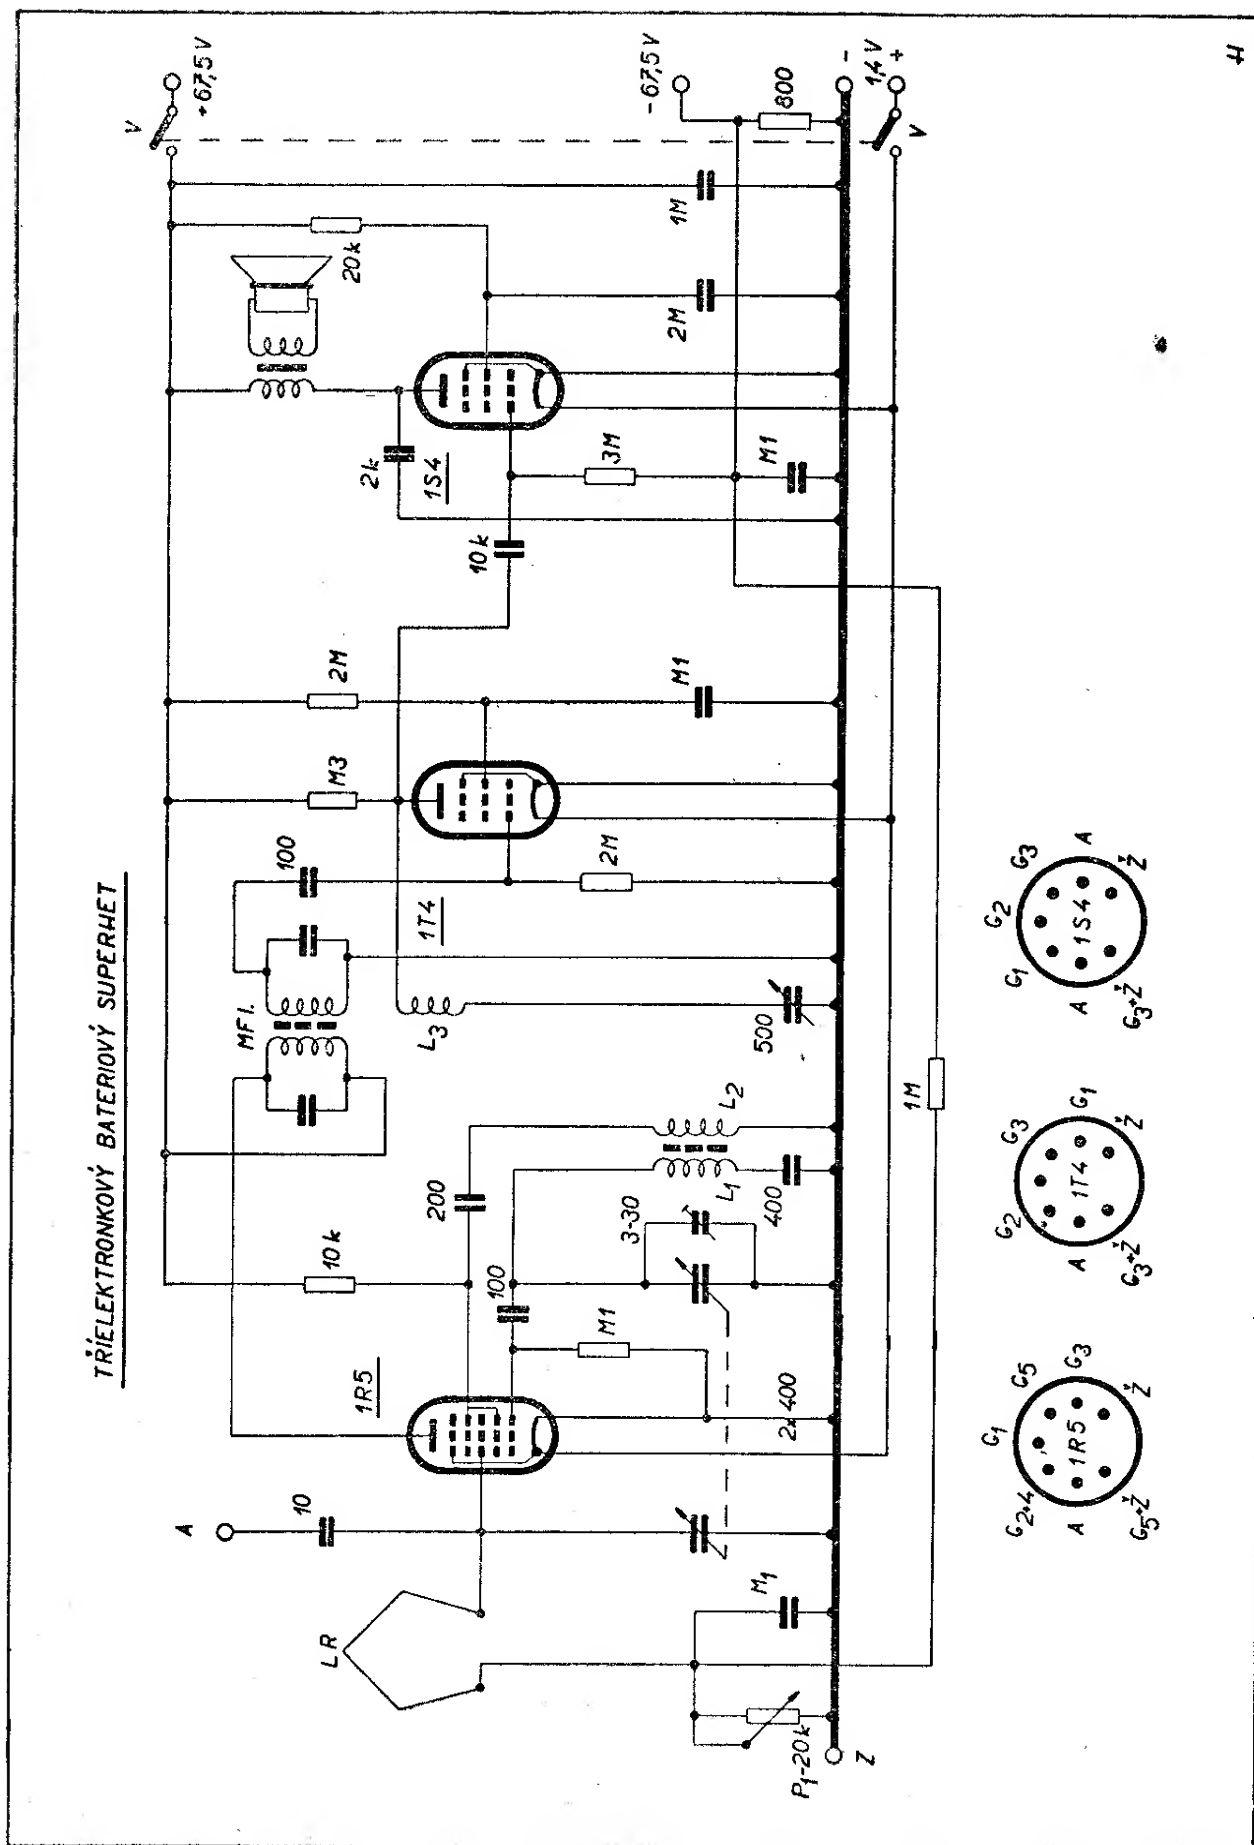 TŘÍELEKTRONKOVÝ BATERIOVÝ SUPERHET
A
10
LR
1R5
10k
200
100
M1
MF1.
100
1T4
L3
M3
2M
2M
10k
2k
1S4
3M
M1
20k
V
+67,5V
-67,5V
800
1M
2M
-
1,4V
+
V
M1
500
L2
L1
3-30
400
2x400
M1
P1-20k
Z
1M
G1
G5
G2+4
G3
1R5
A
Ž
G5+Ž
G3
G2
G1
1T4
A
Ž
G3+Ž
G2
G3
G1
A
1S4
A
Ž
G3+Ž